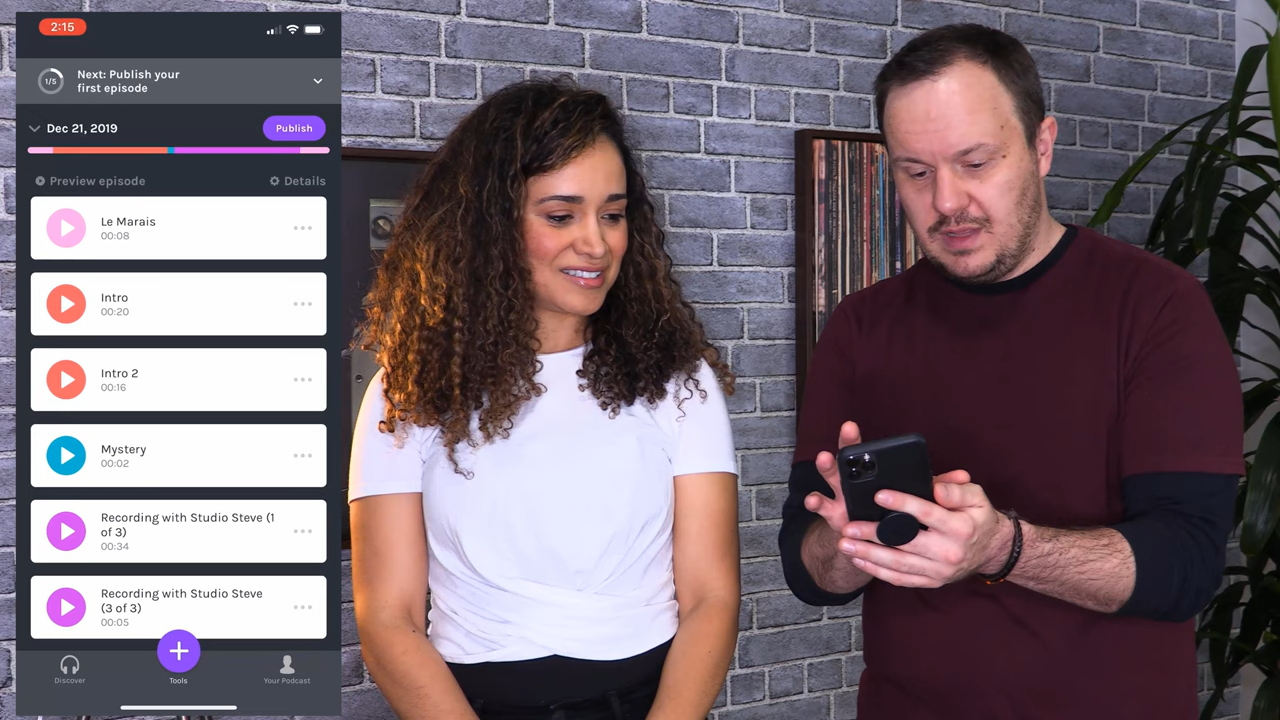 2:15
1/5
Next: Publish your
first episode
Dec 21, 2019
Publish
Preview episode
Details
Le Marais
00:08
Intro
00:20
Intro 2
00:16
Mystery
00:02
Recording with Studio Steve (1
of 3)
00:34
Recording with Studio Steve
(3 of 3)
00:05
Discover
Tools
Your Podcast